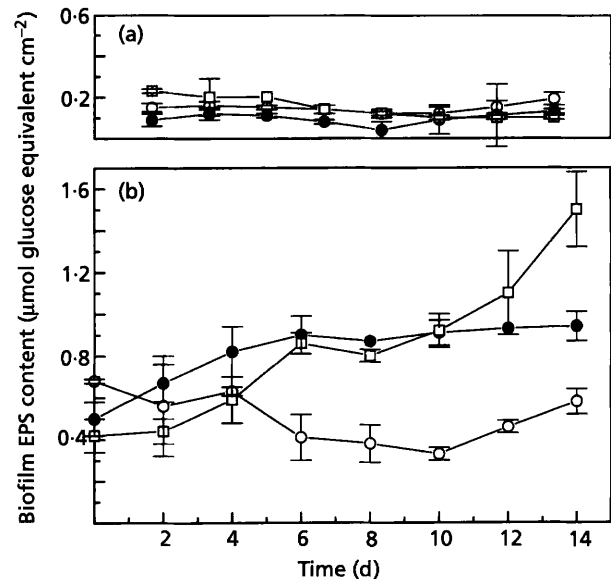 Biofilm EPS content (μmol glucose equivalent cm⁻²)
0·6
(a)
0·2
(b)
1·6
1·2
0·8
0·4
2 4 6 8 10 12 14
Time (d)